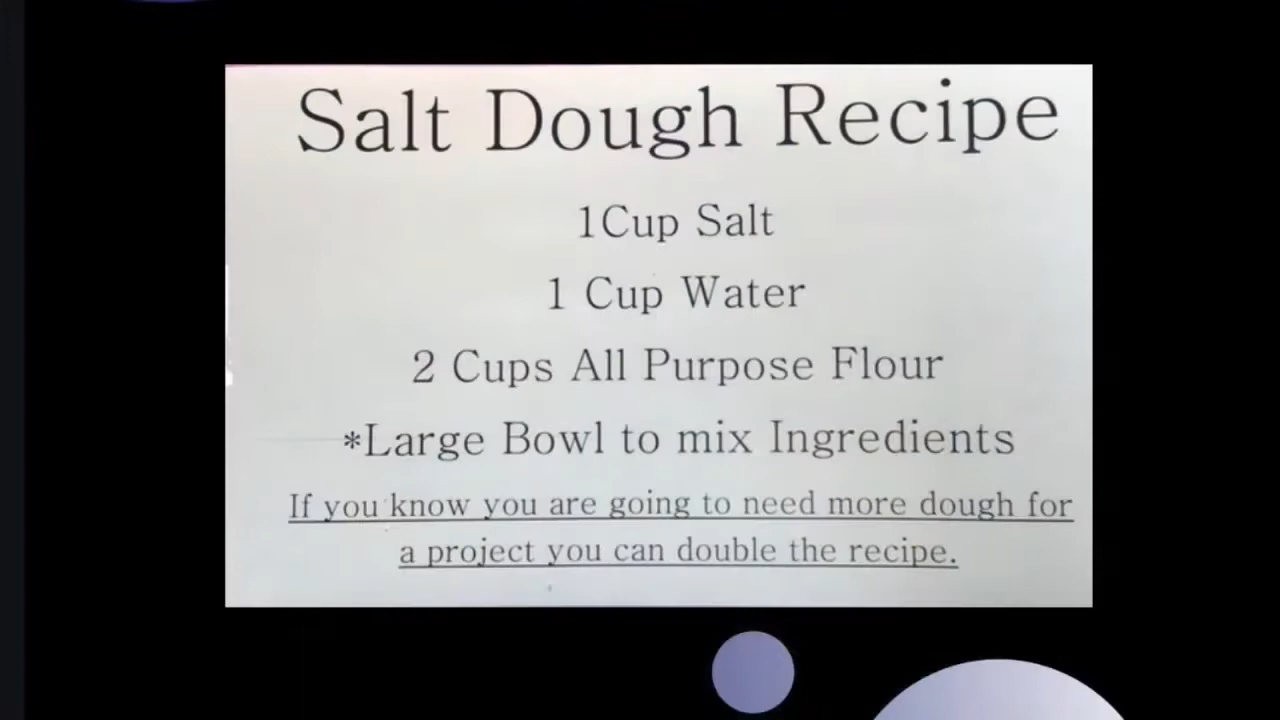 Salt Dough Recipe
1Cup Salt
1 Cup Water
2 Cups All Purpose Flour
*Large Bowl to mix Ingredients
If you know you are going to need more dough for
a project you can double the recipe.